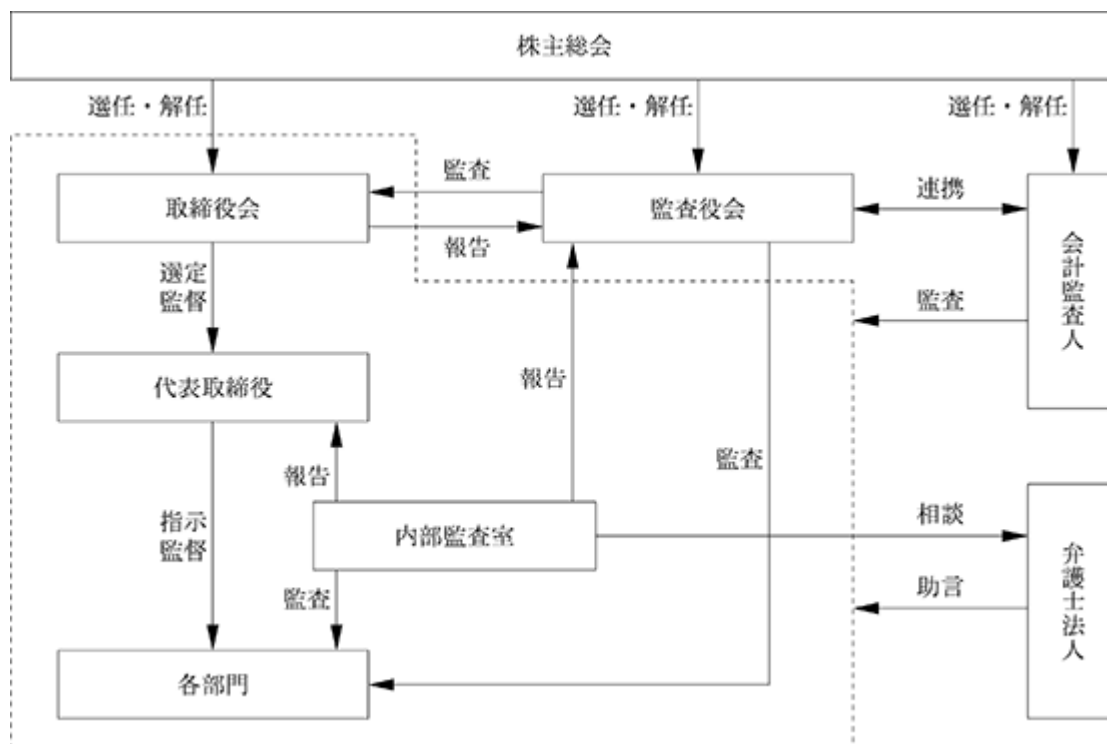 株主総会
選任・解任
選任・解任
選任・解任
取締役会
監査
報告
監査役会
連携
会計監査人
選定
監督
監査
代表取締役
報告
報告
監査
指示
監督
内部監査室
相談
弁護士法人
監査
助言
各部門